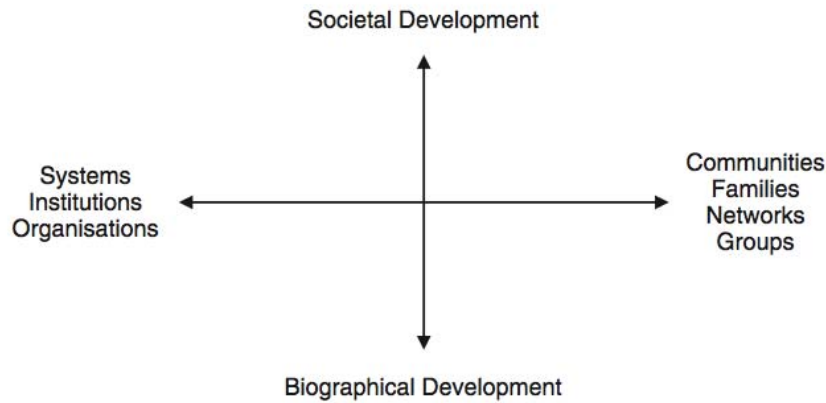 Societal Development
Systems
Institutions
Organisations
Communities
Families
Networks
Groups
Biographical Development